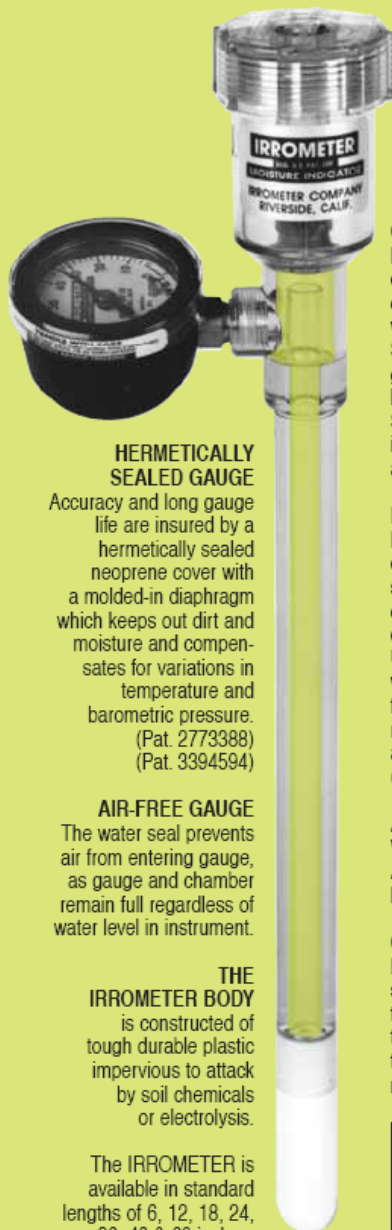 IRROMETER
MOISTURE INDICATOR
IRROMETER COMPANY
RIVERSIDE, CALIF.
HERMETICALLY
SEALED GAUGE
Accuracy and long gauge
life are insured by a
hermetically sealed
neoprene cover with
a molded-in diaphragm
which keeps out dirt and
moisture and compen-
sates for variations in
temperature and
barometric pressure.
(Pat. 2773388)
(Pat. 3394594)
AIR-FREE GAUGE
The water seal prevents
air from entering gauge,
as gauge and chamber
remain full regardless of
water level in instrument.
THE
IRROMETER BODY
is constructed of
tough durable plastic
impervious to attack
by soil chemicals
or electrolysis.
The IRROMETER is
available in standard
lengths of 6, 12, 18, 24,